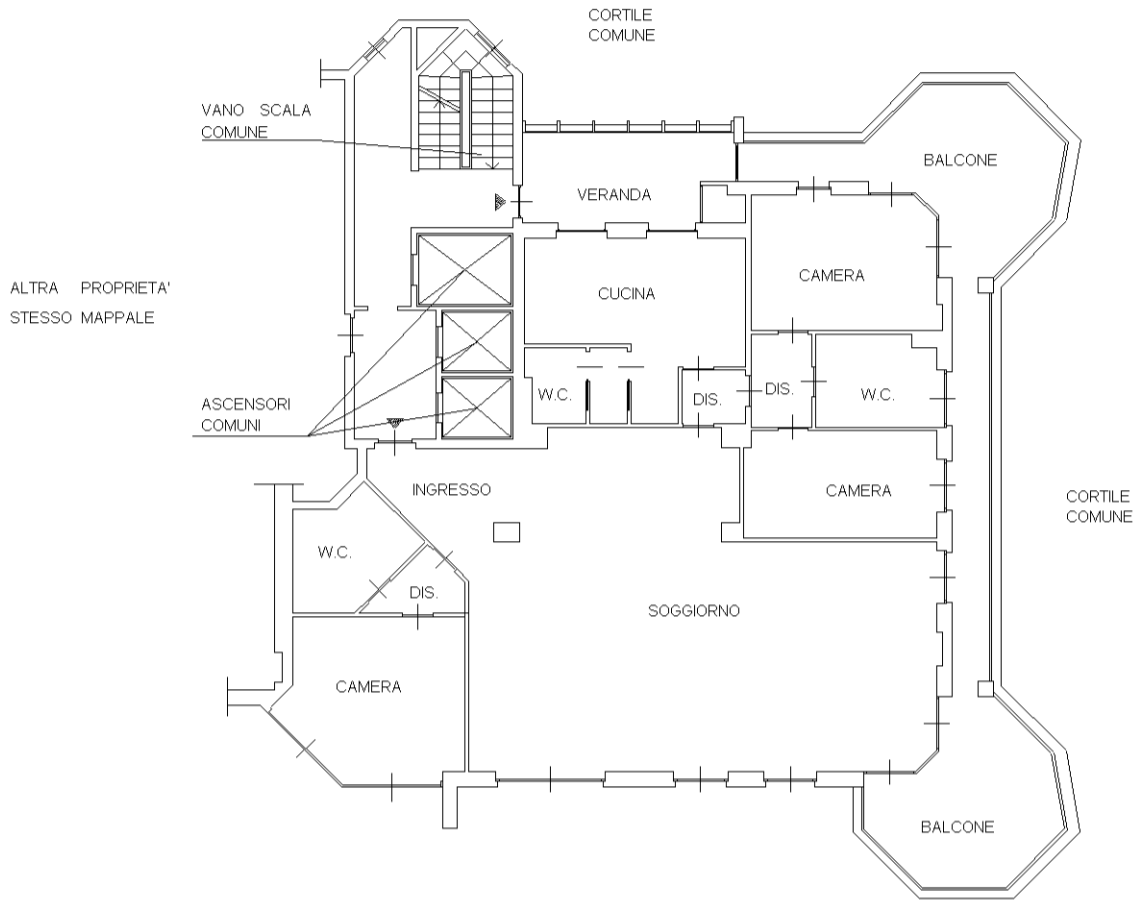 CORTILE
COMUNE
VANO SCALA
COMUNE
BALCONE
VERANDA
ALTRA PROPRIETA'
STESSO MAPPALE
CAMERA
CUCINA
ASCENSORI
COMUNI
W.C.
DIS.
DIS.
W.C.
INGRESSO
CAMERA
CORTILE
COMUNE
W.C.
DIS.
SOGGIORNO
CAMERA
BALCONE